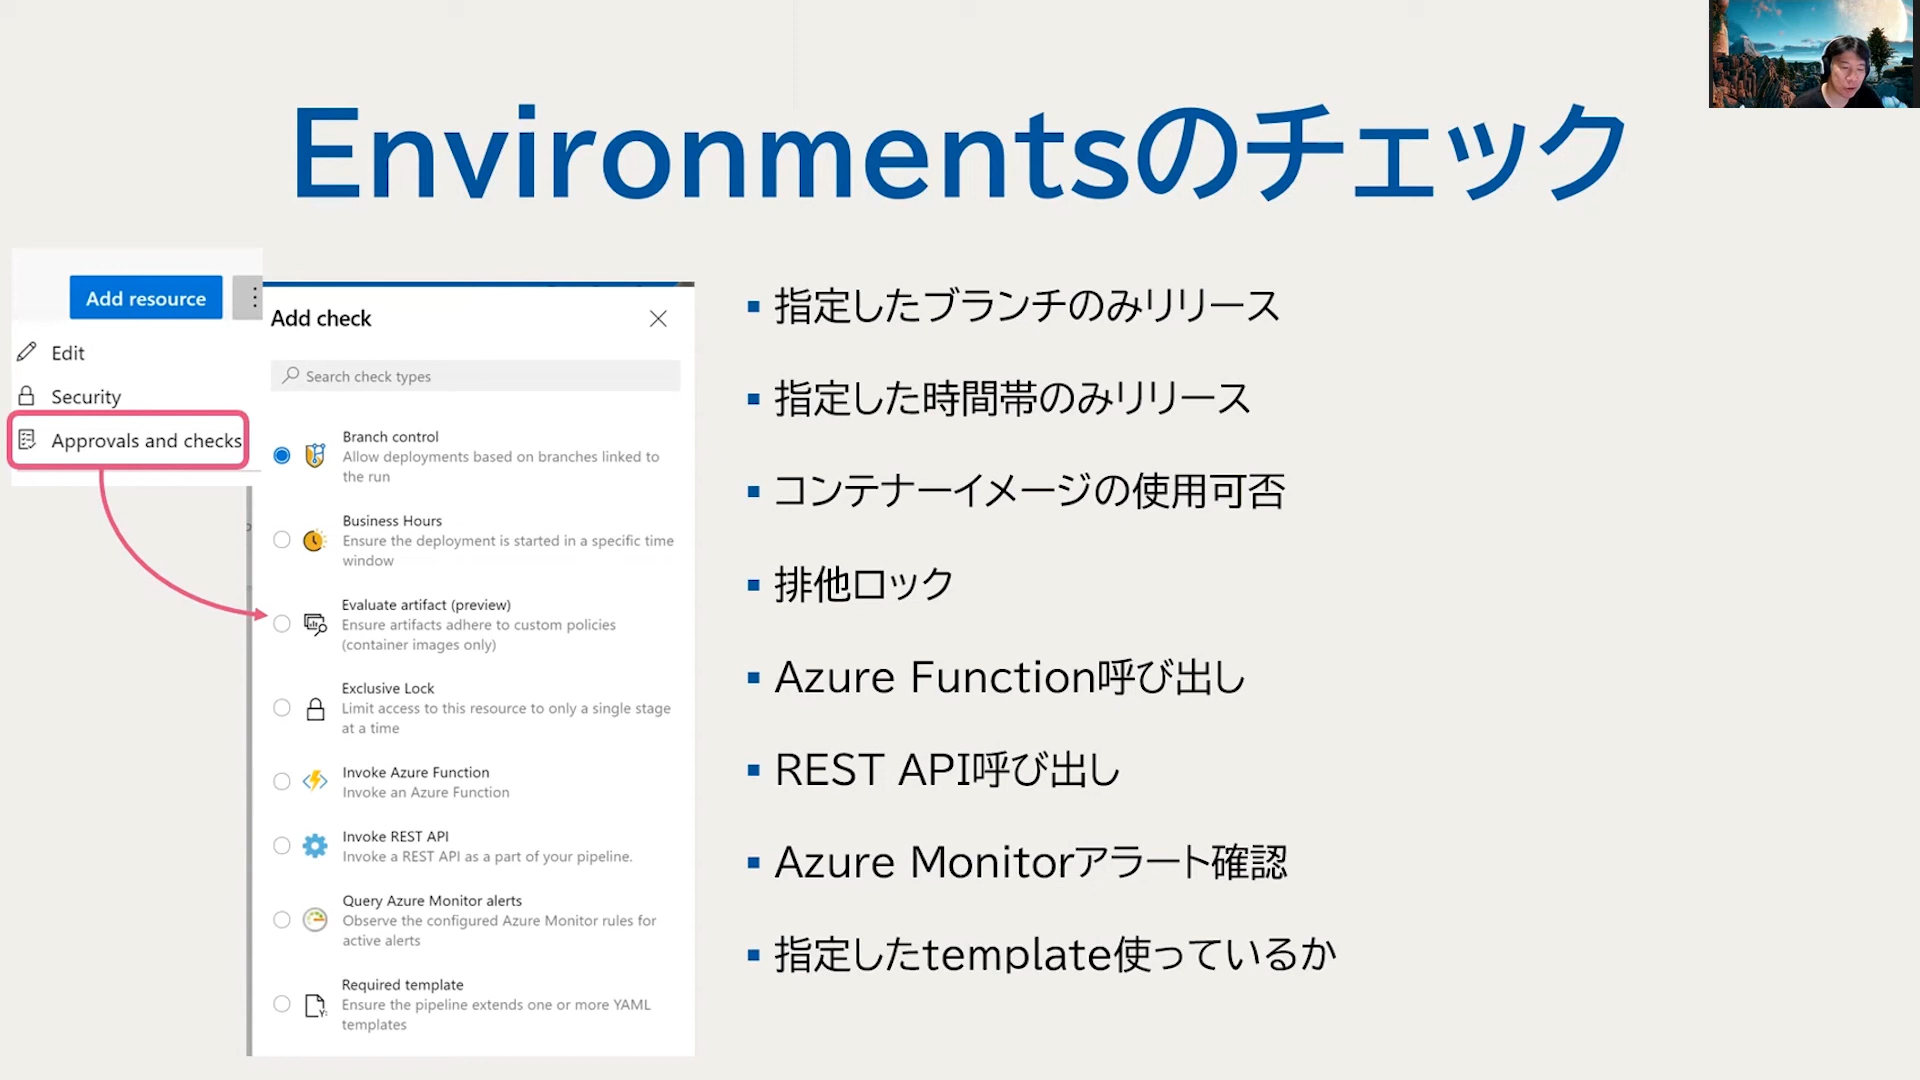 Environmentsのチェック
Add resource
Edit
Security
Approvals and checks
Add check
Search check types
Branch control
Allow deployments based on branches linked to
the run
Business Hours
Ensure the deployment is started in a specific time
window
Evaluate artifact (preview)
Ensure artifacts adhere to custom policies
(container images only)
Exclusive Lock
Limit access to this resource to only a single stage
at a time
Invoke Azure Function
Invoke an Azure Function
Invoke REST API
Invoke a REST API as a part of your pipeline.
Query Azure Monitor alerts
Observe the configured Azure Monitor rules for
active alerts
Required template
Ensure the pipeline extends one or more YAML
templates
▪ 指定したブランチのみリリース
▪ 指定した時間帯のみリリース
▪ コンテナーイメージの使用可否
▪ 排他ロック
▪ Azure Function呼び出し
▪ REST API呼び出し
▪ Azure Monitorアラート確認
▪ 指定したtemplate使っているか